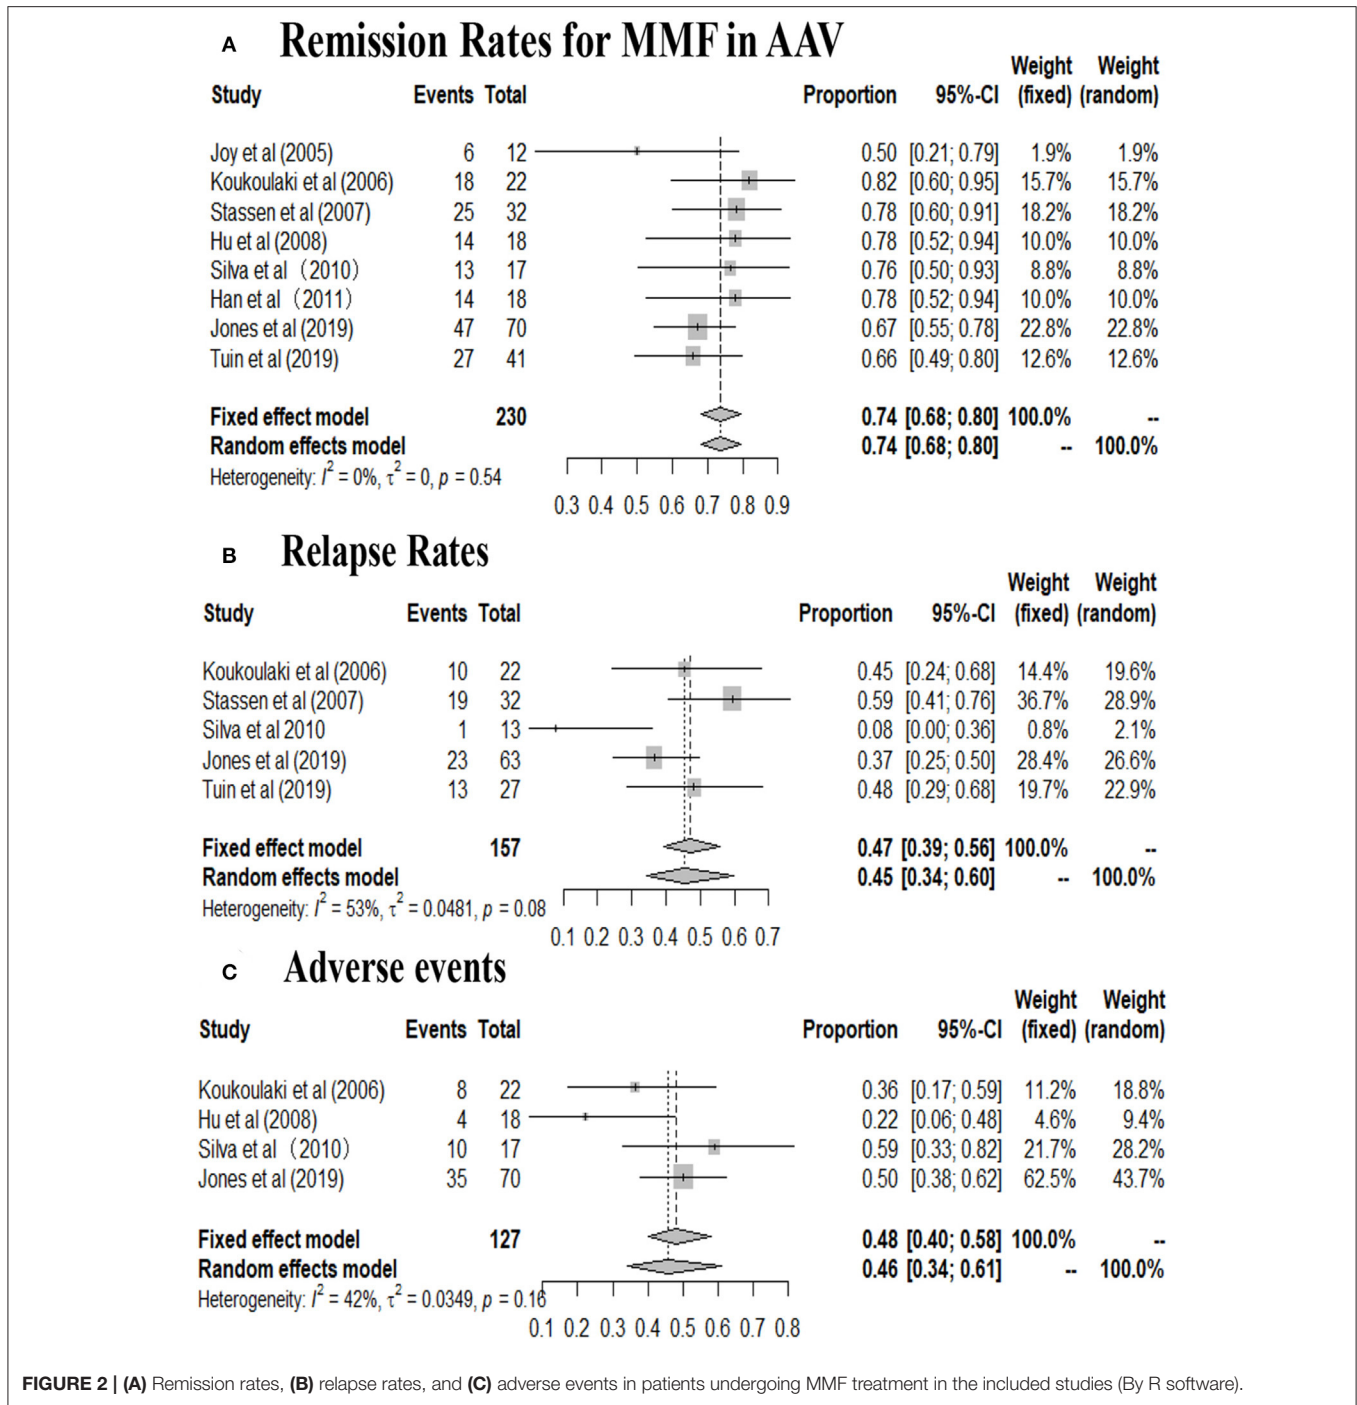 A Remission Rates for MMF in AAV
Weight Weight
Study Events Total Proportion 95%-CI (fixed) (random)
Joy et al (2005) 6 12 0.50 [0.21; 0.79] 1.9% 1.9%
Koukoulaki et al (2006) 18 22 0.82 [0.60; 0.95] 15.7% 15.7%
Stassen et al (2007) 25 32 0.78 [0.60; 0.91] 18.2% 18.2%
Hu et al (2008) 14 18 0.78 [0.52; 0.94] 10.0% 10.0%
Silva et al（2010） 13 17 0.76 [0.50; 0.93] 8.8% 8.8%
Han et al（2011） 14 18 0.78 [0.52; 0.94] 10.0% 10.0%
Jones et al (2019) 47 70 0.67 [0.55; 0.78] 22.8% 22.8%
Tuin et al (2019) 27 41 0.66 [0.49; 0.80] 12.6% 12.6%
Fixed effect model 230 0.74 [0.68; 0.80] 100.0% --
Random effects model 0.74 [0.68; 0.80] -- 100.0%
Heterogeneity: I² = 0%, τ² = 0, p = 0.54
0.3 0.4 0.5 0.6 0.7 0.8 0.9
B Relapse Rates
Weight Weight
Study Events Total Proportion 95%-CI (fixed) (random)
Koukoulaki et al (2006) 10 22 0.45 [0.24; 0.68] 14.4% 19.6%
Stassen et al (2007) 19 32 0.59 [0.41; 0.76] 36.7% 28.9%
Silva et al 2010 1 13 0.08 [0.00; 0.36] 0.8% 2.1%
Jones et al (2019) 23 63 0.37 [0.25; 0.50] 28.4% 26.6%
Tuin et al (2019) 13 27 0.48 [0.29; 0.68] 19.7% 22.9%
Fixed effect model 157 0.47 [0.39; 0.56] 100.0% --
Random effects model 0.45 [0.34; 0.60] -- 100.0%
Heterogeneity: I² = 53%, τ² = 0.0481, p = 0.08
0.1 0.2 0.3 0.4 0.5 0.6 0.7
C Adverse events
Weight Weight
Study Events Total Proportion 95%-CI (fixed) (random)
Koukoulaki et al (2006) 8 22 0.36 [0.17; 0.59] 11.2% 18.8%
Hu et al (2008) 4 18 0.22 [0.06; 0.48] 4.6% 9.4%
Silva et al（2010） 10 17 0.59 [0.33; 0.82] 21.7% 28.2%
Jones et al (2019) 35 70 0.50 [0.38; 0.62] 62.5% 43.7%
Fixed effect model 127 0.48 [0.40; 0.58] 100.0% --
Random effects model 0.46 [0.34; 0.61] -- 100.0%
Heterogeneity: I² = 42%, τ² = 0.0349, p = 0.16
0.1 0.2 0.3 0.4 0.5 0.6 0.7 0.8
FIGURE 2 | (A) Remission rates, (B) relapse rates, and (C) adverse events in patients undergoing MMF treatment in the included studies (By R software).